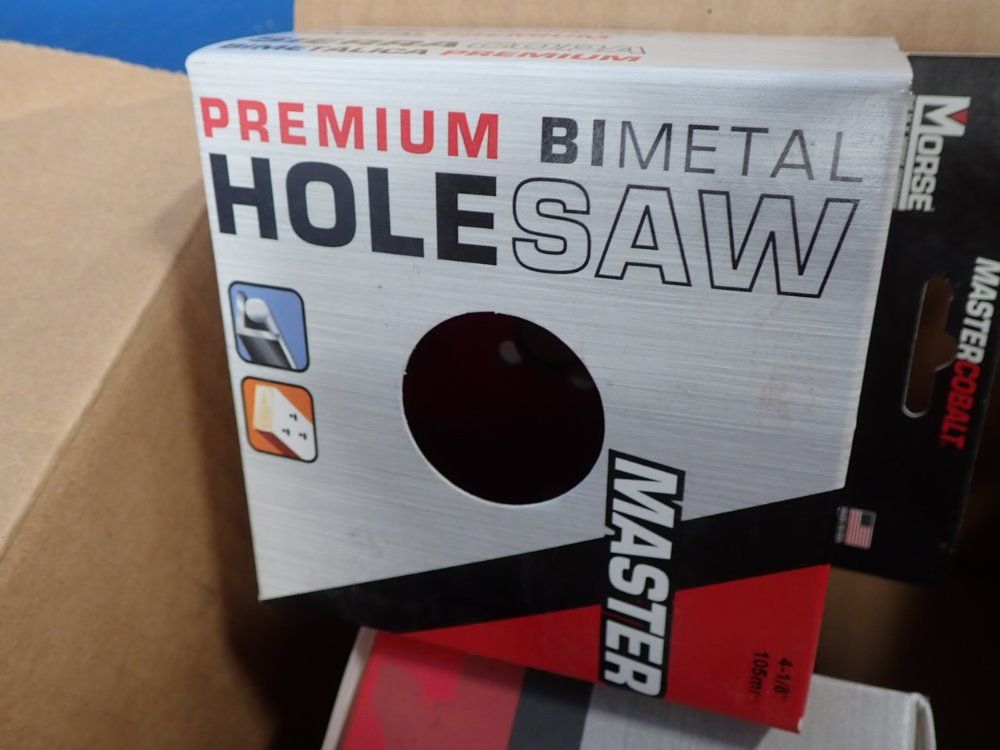 BIMETALICA PREMIUM
PREMIUM BIMETAL
HOLESAW
MASTER
4-1/8"
105mm
MORSE
MASTERCOBALT